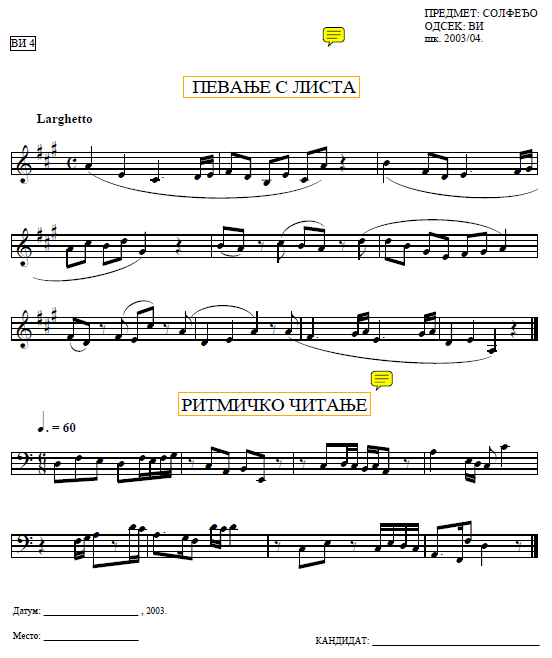 ПРЕДМЕТ: СОЛФЕЂО
ОДСЕК: ВИ
шк. 2003/04.
ВИ 4
ПЕВАЊЕ С ЛИСТА
Larghetto
РИТМИЧКО ЧИТАЊЕ
. = 60
Датум: ____________________ , 2003.
Место: ____________________
КАНДИДАТ: ____________________